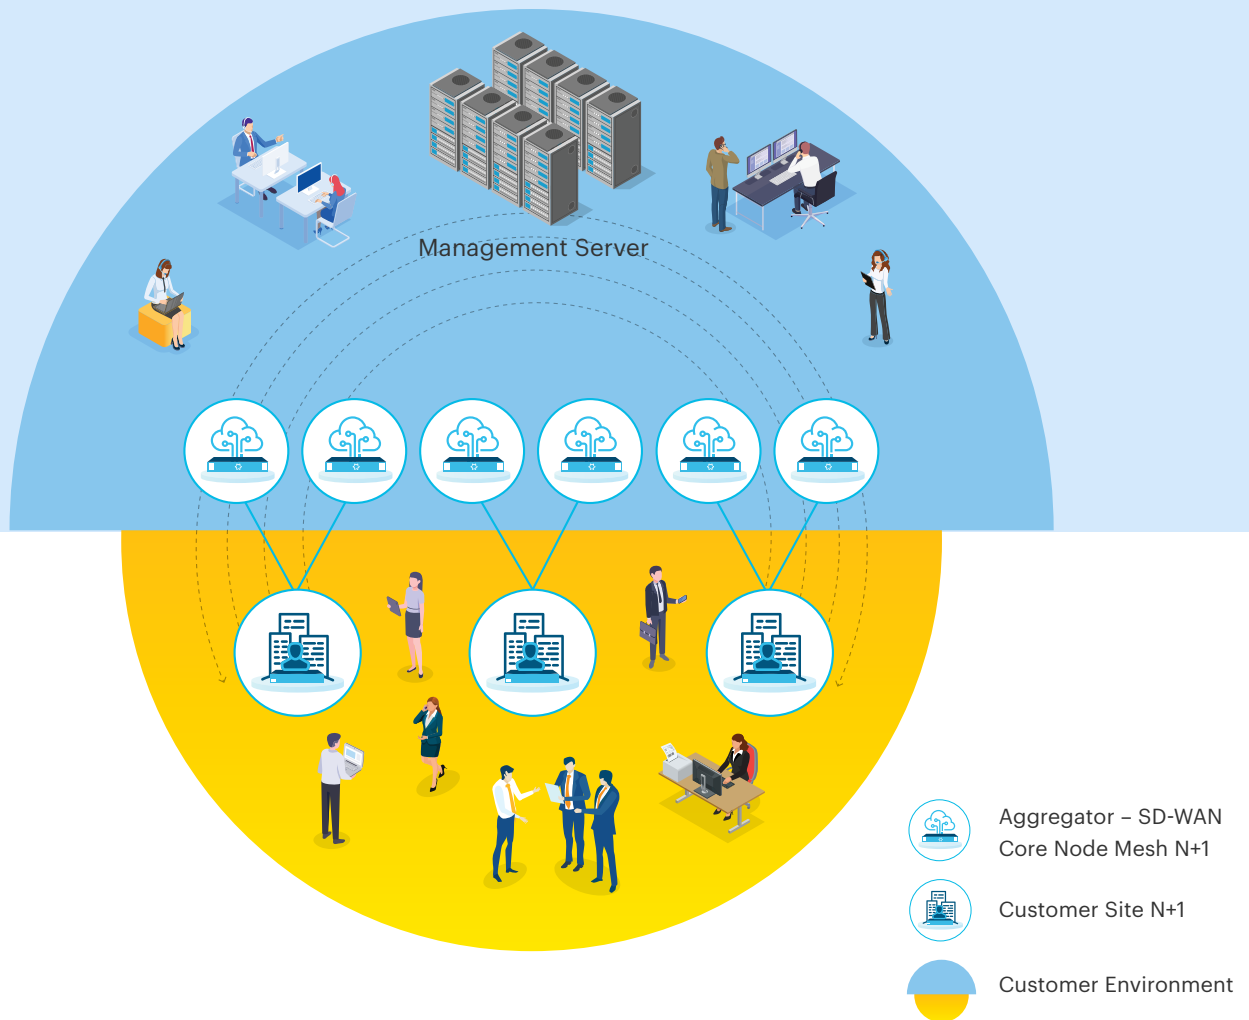 Management Server
Aggregator – SD-WAN
Core Node Mesh N+1
Customer Site N+1
Customer Environment